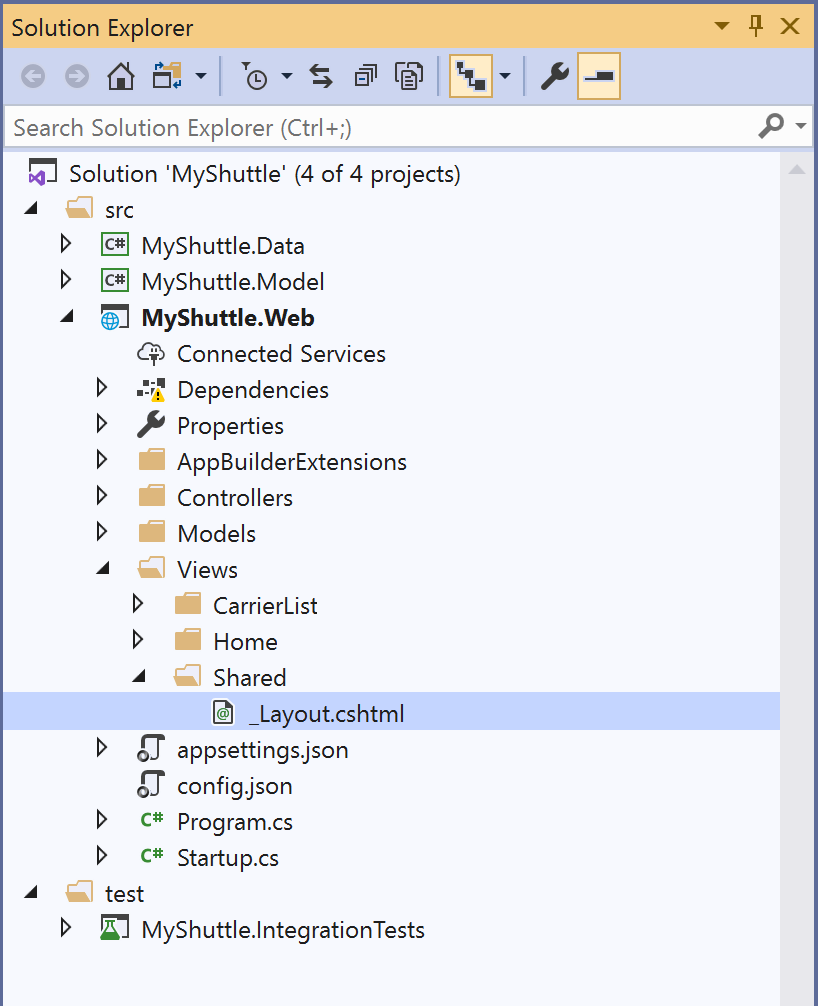 Solution Explorer
Search Solution Explorer (Ctrl+;)
Solution 'MyShuttle' (4 of 4 projects)
src
C# MyShuttle.Data
C# MyShuttle.Model
MyShuttle.Web
Connected Services
Dependencies
Properties
AppBuilderExtensions
Controllers
Models
Views
CarrierList
Home
Shared
@ _Layout.cshtml
appsettings.json
config.json
C# Program.cs
C# Startup.cs
test
MyShuttle.IntegrationTests